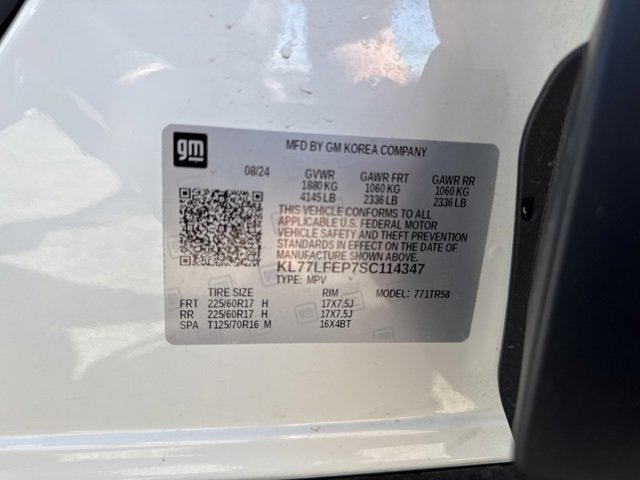 gm
MFD BY GM KOREA COMPANY
08/24 GVWR GAWR FRT GAWR RR
1880 KG 1060 KG 1060 KG
4145 LB 2336 LB 2336 LB
THIS VEHICLE CONFORMS TO ALL
APPLICABLE U.S. FEDERAL MOTOR
VEHICLE SAFETY AND THEFT PREVENTION
STANDARDS IN EFFECT ON THE DATE OF
MANUFACTURE SHOWN ABOVE.
KL77LFEP7SC114347
TYPE: MPV
TIRE SIZE RIM MODEL: 771TR58
FRT 225/60R17 H 17X7.5J
RR 225/60R17 H 17X7.5J
SPA T125/70R16 M 16X4BT